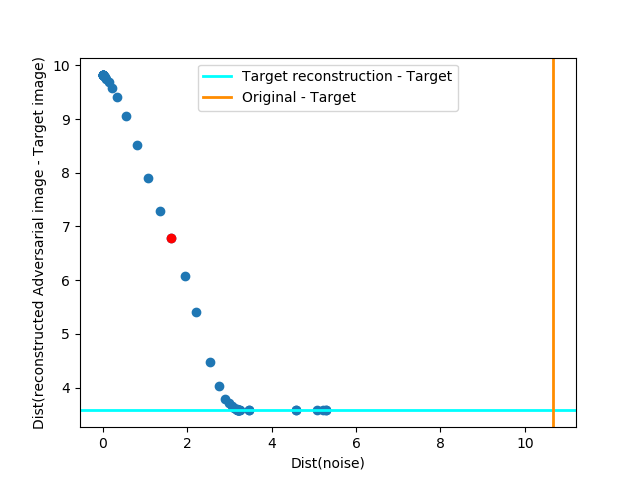 Target reconstruction - Target
Original - Target
Dist(reconstructed Adversarial image - Target image)
10
9
8
7
6
5
4
0 2 4 6 8 10
Dist(noise)